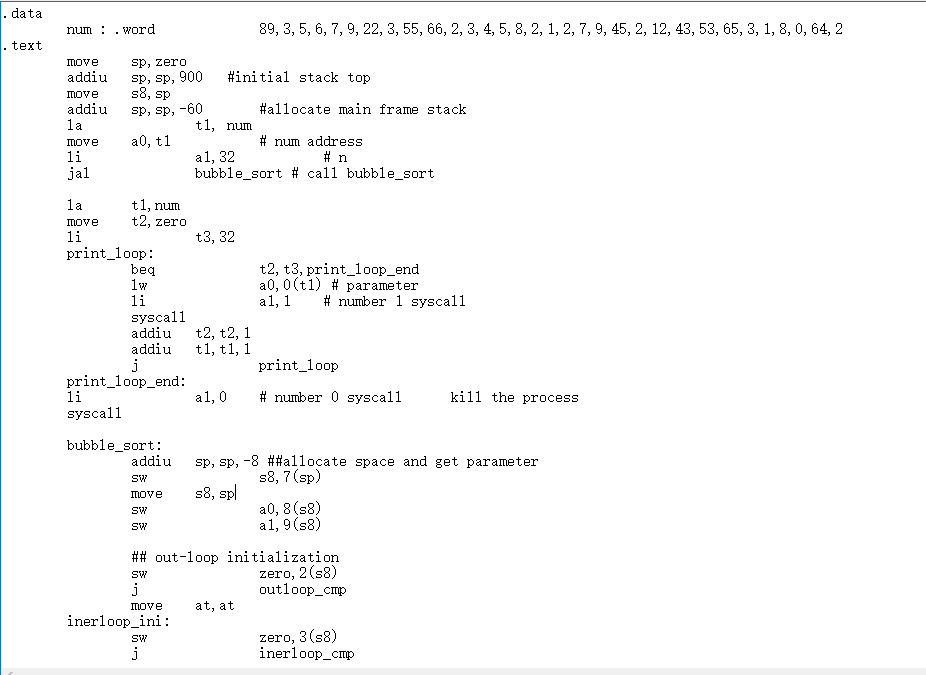 .data
num : .word 89,3,5,6,7,9,22,3,55,66,2,3,4,5,8,2,1,2,7,9,45,2,12,43,53,65,3,1,8,0,64,2
.text
move sp,zero
addiu sp,sp,900 #initial stack top
move s8,sp
addiu sp,sp,-60 #allocate main frame stack
la t1, num
move a0,t1 # num address
li a1,32 # n
jal bubble_sort # call bubble_sort
la t1,num
move t2,zero
li t3,32
print_loop:
beq t2,t3,print_loop_end
lw a0,0(t1) # parameter
li a1,1 # number 1 syscall
syscall
addiu t2,t2,1
addiu t1,t1,1
j print_loop
print_loop_end:
li a1,0 # number 0 syscall kill the process
syscall
bubble_sort:
addiu sp,sp,-8 ##allocate space and get parameter
sw s8,7(sp)
move s8,sp
sw a0,8(s8)
sw a1,9(s8)
## out-loop initialization
sw zero,2(s8)
j outloop_cmp
move at,at
inerloop_ini:
sw zero,3(s8)
j inerloop_cmp